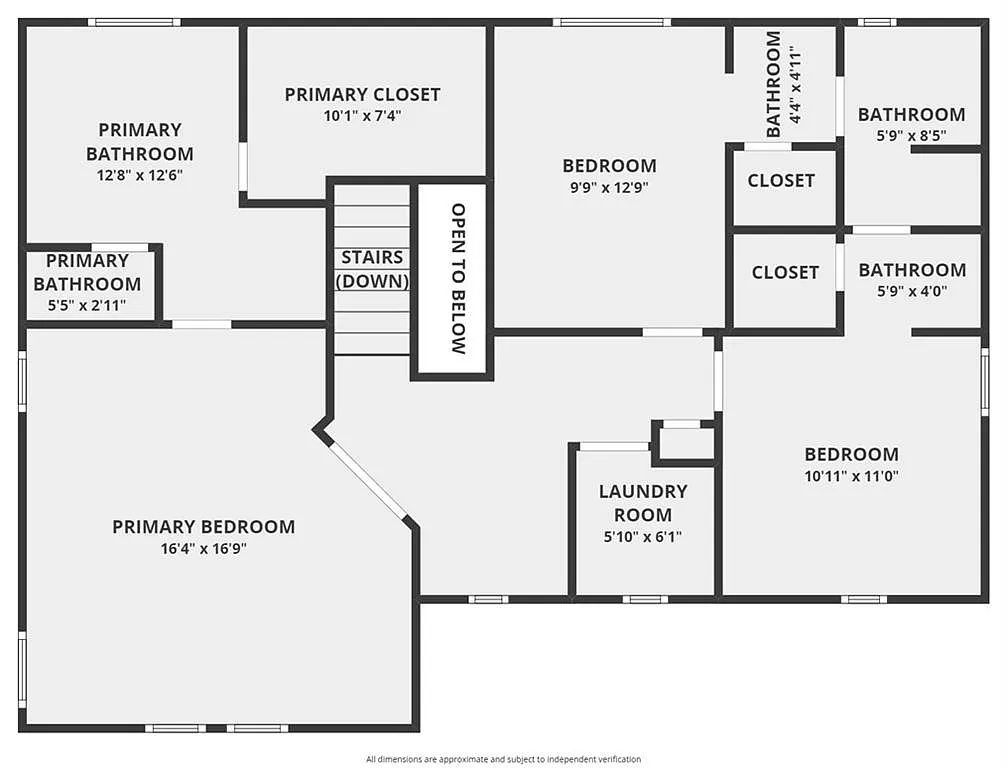 PRIMARY
BATHROOM
12'8" x 12'6"
PRIMARY CLOSET
10'1" x 7'4"
BEDROOM
9'9" x 12'9"
BATHROOM
4'4" x 4'11"
BATHROOM
5'9" x 8'5"
CLOSET
PRIMARY
BATHROOM
5'5" x 2'11"
STAIRS
(DOWN)
OPEN TO BELOW
CLOSET
BATHROOM
5'9" x 4'0"
PRIMARY BEDROOM
16'4" x 16'9"
LAUNDRY
ROOM
5'10" x 6'1"
BEDROOM
10'11" x 11'0"
All dimensions are approximate and subject to independent verification